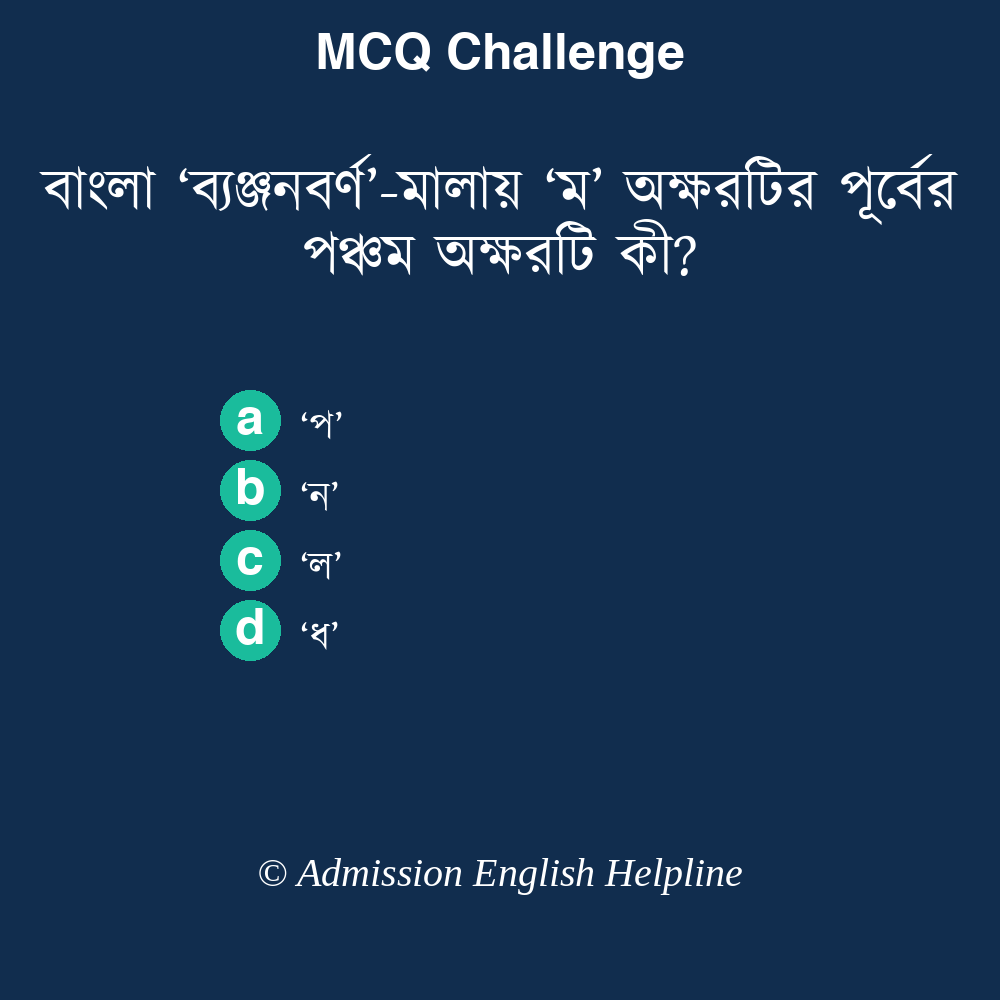 MCQ Challenge
বাংলা ‘ব্যঞ্জনবর্ণ’-মালায় ‘ম’ অক্ষরটির পূর্বের
পঞ্চম অক্ষরটি কী?
a ‘প’
b ‘ন’
c ‘ল’
d ‘ধ’
© Admission English Helpline